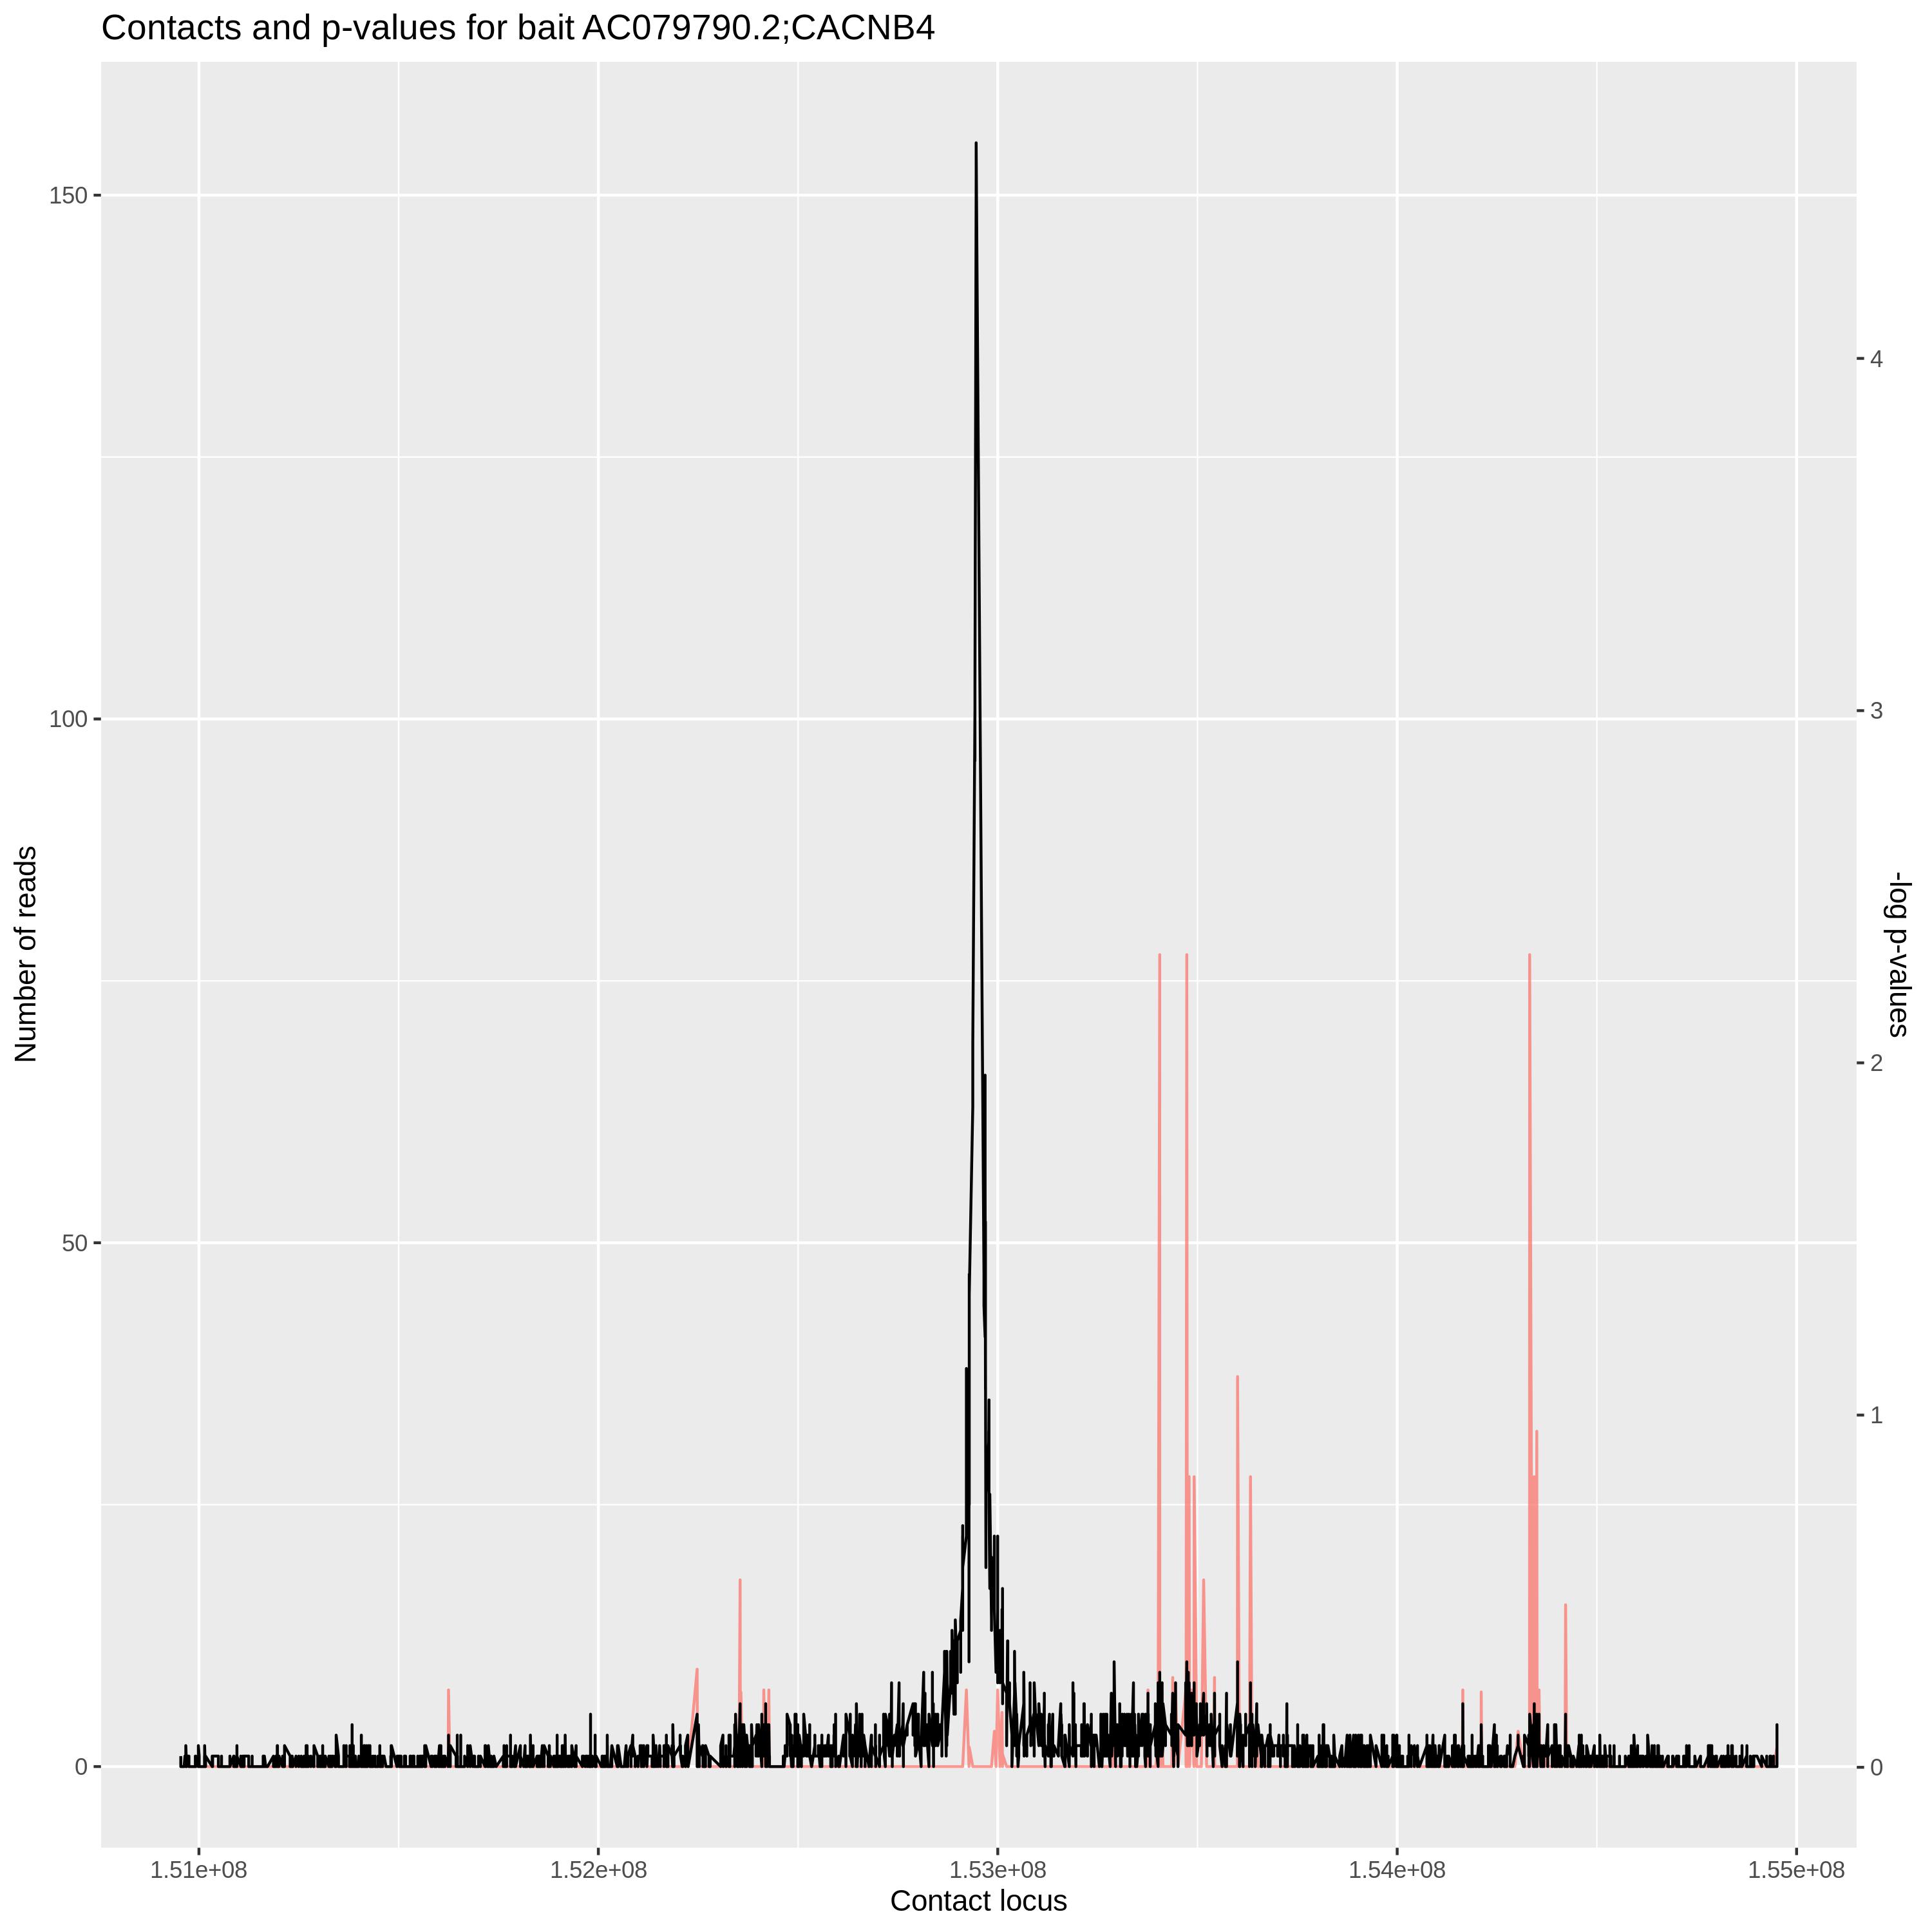 Contacts and p-values for bait AC079790.2;CACNB4
150
100
50
0
Number of reads
4
3
2
1
0
-log p-values
1.51e+08
1.52e+08
1.53e+08
1.54e+08
1.55e+08
Contact locus